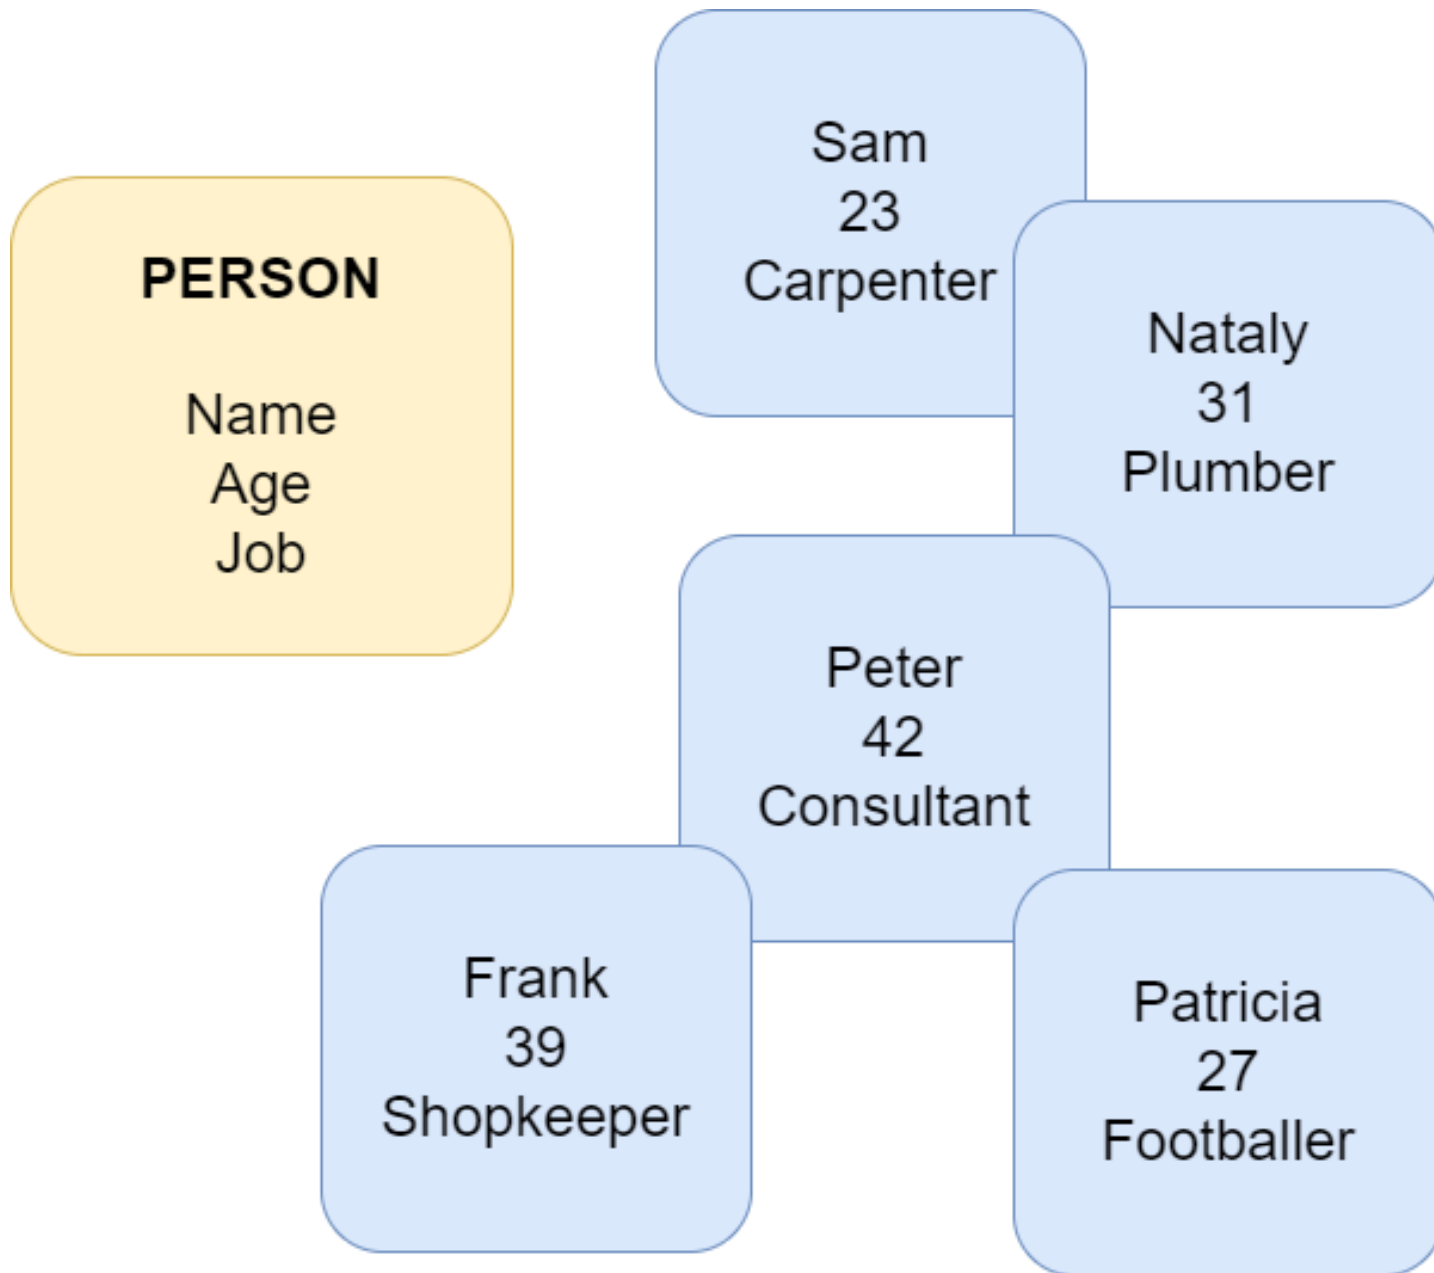 PERSON
Name
Age
Job
Sam
23
Carpenter
Nataly
31
Plumber
Peter
42
Consultant
Frank
39
Shopkeeper
Patricia
27
Footballer